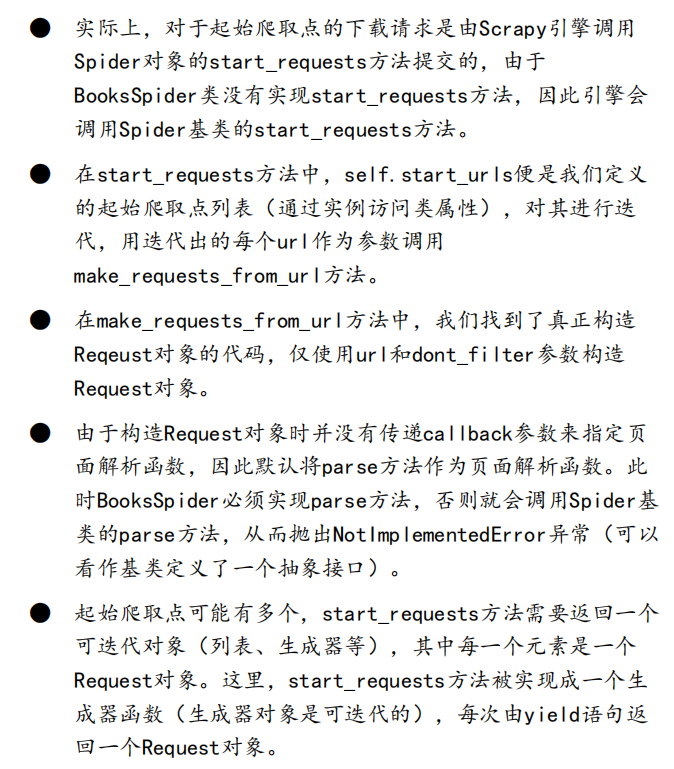 ● 实际上，对于起始爬取点的下载请求是由Scrapy引擎调用
Spider对象的start_requests方法提交的，由于
BooksSpider类没有实现start_requests方法，因此引擎会
调用Spider基类的start_requests方法。
● 在start_requests方法中，self.start_urls便是我们定义
的起始爬取点列表（通过实例访问类属性），对其进行迭
代，用迭代出的每个url作为参数调用
make_requests_from_url方法。
● 在make_requests_from_url方法中，我们找到了真正构造
Reqeust对象的代码，仅使用url和dont_filter参数构造
Request对象。
● 由于构造Request对象时并没有传递callback参数来指定页
面解析函数，因此默认将parse方法作为页面解析函数。此
时BooksSpider必须实现parse方法，否则就会调用Spider基
类的parse方法，从而抛出NotImplementedError异常（可以
看作基类定义了一个抽象接口）。
● 起始爬取点可能有多个，start_requests方法需要返回一个
可迭代对象（列表、生成器等），其中每一个元素是一个
Request对象。这里，start_requests方法被实现成一个生
成器函数（生成器对象是可迭代的），每次由yield语句返
回一个Request对象。